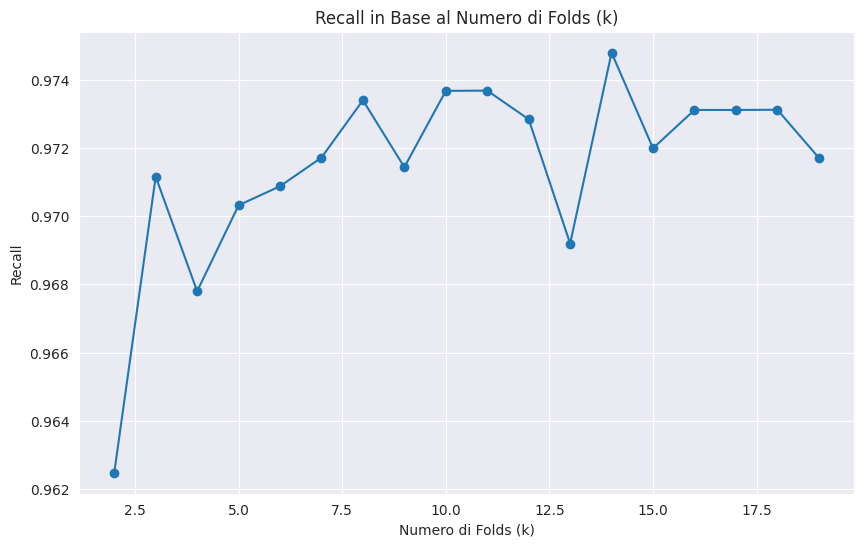 Recall in Base al Numero di Folds (k)
Recall
0.974
0.972
0.970
0.968
0.966
0.964
0.962
2.5 5.0 7.5 10.0 12.5 15.0 17.5
Numero di Folds (k)